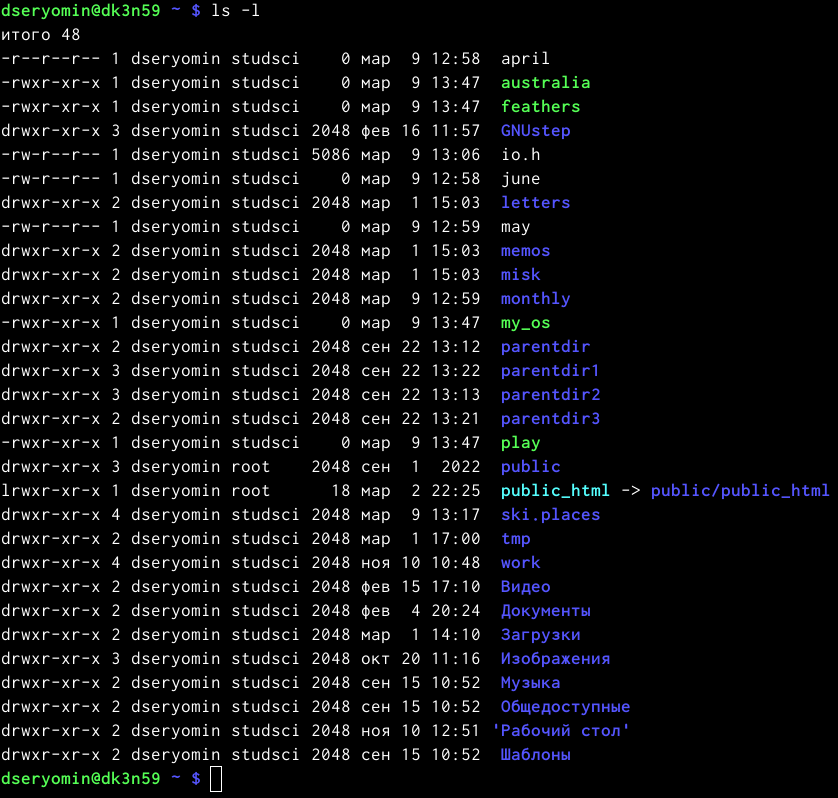 dseryomin@dk3n59 ~ $ ls -l
итого 48
-r--r--r-- 1 dseryomin studsci    0 мар  9 12:58  april
-rwxr-xr-x 1 dseryomin studsci    0 мар  9 13:47  australia
-rwxr-xr-x 1 dseryomin studsci    0 мар  9 13:47  feathers
drwxr-xr-x 3 dseryomin studsci 2048 фев 16 11:57  GNUstep
-rw-r--r-- 1 dseryomin studsci 5086 мар  9 13:06  io.h
-rw-r--r-- 1 dseryomin studsci    0 мар  9 12:58  june
drwxr-xr-x 2 dseryomin studsci 2048 мар  1 15:03  letters
-rw-r--r-- 1 dseryomin studsci    0 мар  9 12:59  may
drwxr-xr-x 2 dseryomin studsci 2048 мар  1 15:03  memos
drwxr-xr-x 2 dseryomin studsci 2048 мар  1 15:03  misk
drwxr-xr-x 2 dseryomin studsci 2048 мар  9 12:59  monthly
-rwxr-xr-x 1 dseryomin studsci    0 мар  9 13:47  my_os
drwxr-xr-x 2 dseryomin studsci 2048 сен 22 13:12  parentdir
drwxr-xr-x 3 dseryomin studsci 2048 сен 22 13:22  parentdir1
drwxr-xr-x 3 dseryomin studsci 2048 сен 22 13:13  parentdir2
drwxr-xr-x 2 dseryomin studsci 2048 сен 22 13:21  parentdir3
-rwxr-xr-x 1 dseryomin studsci    0 мар  9 13:47  play
drwxr-xr-x 3 dseryomin root    2048 сен  1  2022  public
lrwxr-xr-x 1 dseryomin root      18 мар  2 22:25  public_html -> public/public_html
drwxr-xr-x 4 dseryomin studsci 2048 мар  9 13:17  ski.places
drwxr-xr-x 2 dseryomin studsci 2048 мар  1 17:00  tmp
drwxr-xr-x 4 dseryomin studsci 2048 ноя 10 10:48  work
drwxr-xr-x 2 dseryomin studsci 2048 фев 15 17:10  Видео
drwxr-xr-x 2 dseryomin studsci 2048 фев  4 20:24  Документы
drwxr-xr-x 2 dseryomin studsci 2048 мар  1 14:10  Загрузки
drwxr-xr-x 3 dseryomin studsci 2048 окт 20 11:16  Изображения
drwxr-xr-x 2 dseryomin studsci 2048 сен 15 10:52  Музыка
drwxr-xr-x 2 dseryomin studsci 2048 сен 15 10:52  Общедоступные
drwxr-xr-x 2 dseryomin studsci 2048 ноя 10 12:51 'Рабочий стол'
drwxr-xr-x 2 dseryomin studsci 2048 сен 15 10:52  Шаблоны
dseryomin@dk3n59 ~ $